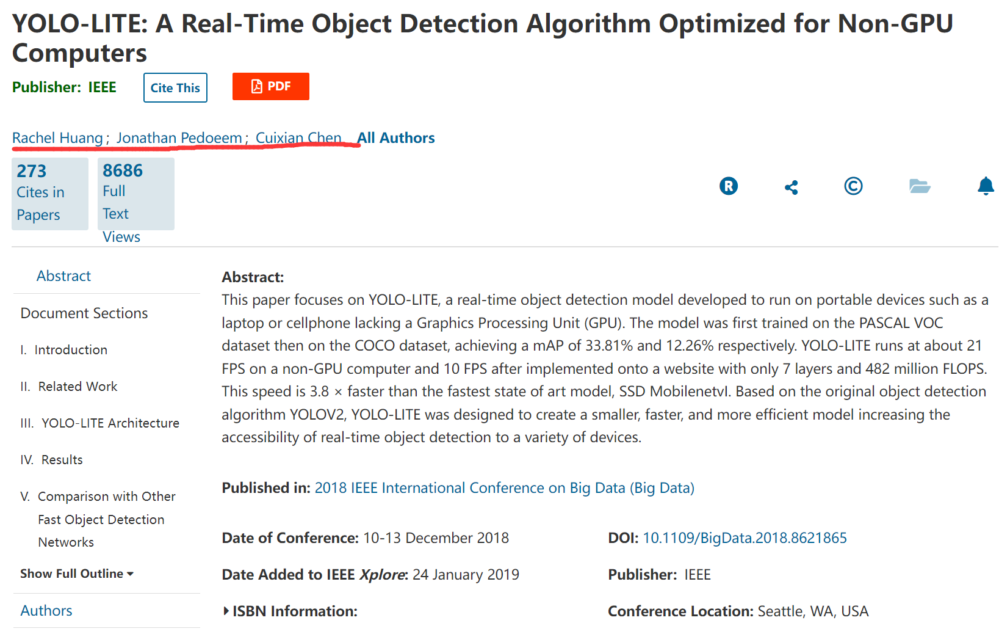 YOLO-LITE: A Real-Time Object Detection Algorithm Optimized for Non-GPU
Computers
Publisher: IEEE
Cite This
PDF
Rachel Huang; Jonathan Pedoeem; Cuixian Chen All Authors
273
Cites in
Papers
8686
Full
Text
Views
Abstract
Document Sections
I. Introduction
II. Related Work
III. YOLO-LITE Architecture
IV. Results
V. Comparison with Other
Fast Object Detection
Networks
Show Full Outline
Authors
Abstract:
This paper focuses on YOLO-LITE, a real-time object detection model developed to run on portable devices such as a
laptop or cellphone lacking a Graphics Processing Unit (GPU). The model was first trained on the PASCAL VOC
dataset then on the COCO dataset, achieving a mAP of 33.81% and 12.26% respectively. YOLO-LITE runs at about 21
FPS on a non-GPU computer and 10 FPS after implemented onto a website with only 7 layers and 482 million FLOPS.
This speed is 3.8 × faster than the fastest state of art model, SSD MobilenetvI. Based on the original object detection
algorithm YOLOV2, YOLO-LITE was designed to create a smaller, faster, and more efficient model increasing the
accessibility of real-time object detection to a variety of devices.
Published in: 2018 IEEE International Conference on Big Data (Big Data)
Date of Conference: 10-13 December 2018
Date Added to IEEE Xplore: 24 January 2019
ISBN Information:
DOI: 10.1109/BigData.2018.8621865
Publisher: IEEE
Conference Location: Seattle, WA, USA